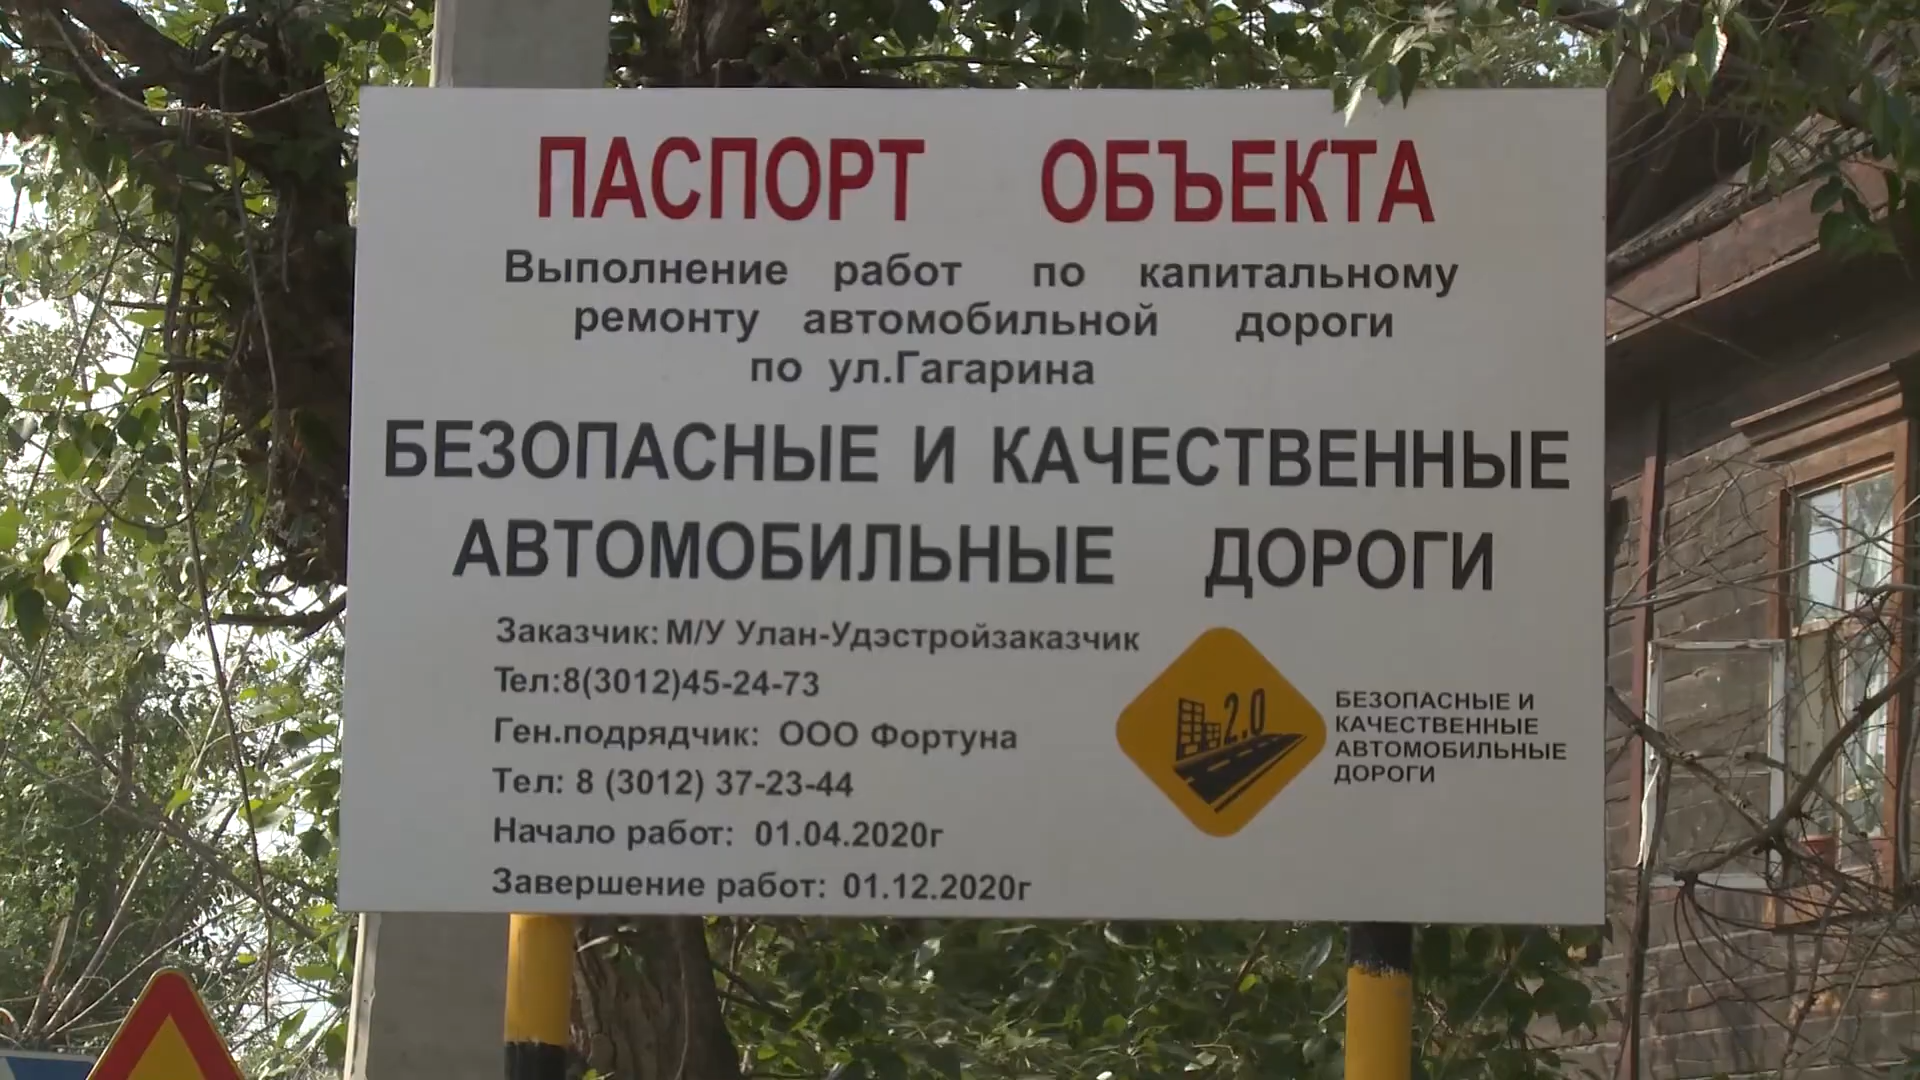 ПАСПОРТ ОБЪЕКТА
Выполнение работ по капитальному
ремонту автомобильной дороги
по ул.Гагарина
БЕЗОПАСНЫЕ И КАЧЕСТВЕННЫЕ
АВТОМОБИЛЬНЫЕ ДОРОГИ
Заказчик: М/У Улан-Удэстройзаказчик
Тел:8(3012)45-24-73
Ген.подрядчик: ООО Фортуна
Тел: 8 (3012) 37-23-44
Начало работ: 01.04.2020г
Завершение работ: 01.12.2020г
2.0
БЕЗОПАСНЫЕ И
КАЧЕСТВЕННЫЕ
АВТОМОБИЛЬНЫЕ
ДОРОГИ